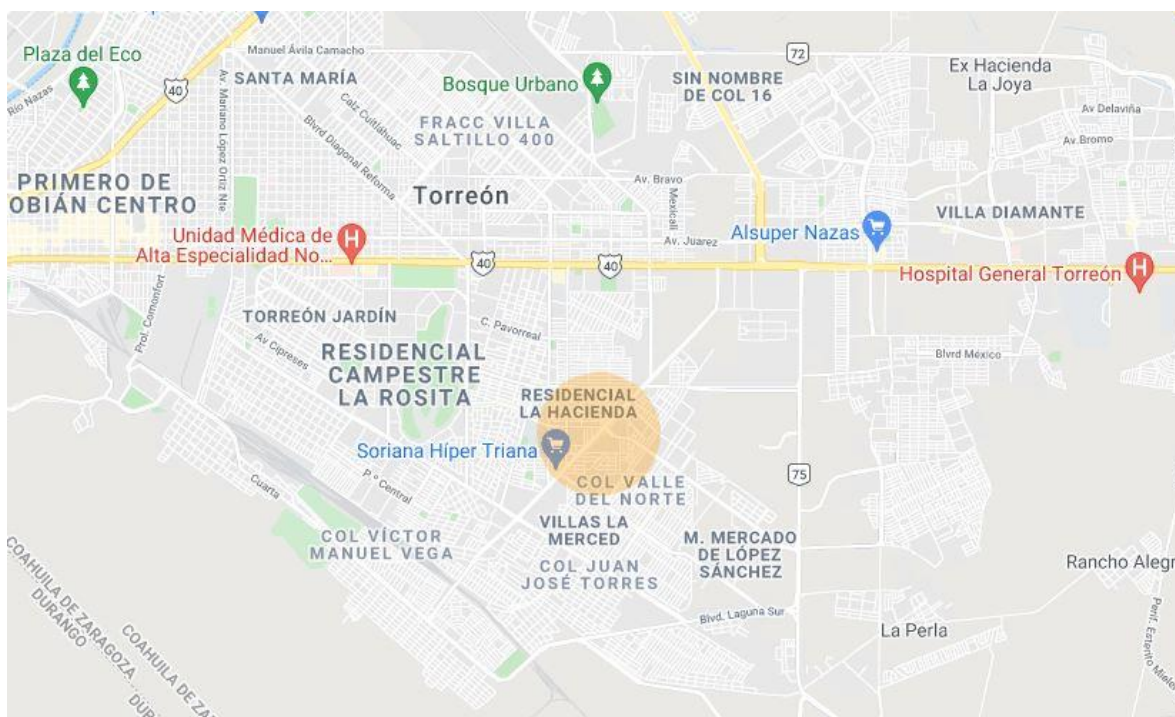 Plaza del Eco
Río Nazas
40
Manuel Ávila Camacho
SANTA MARÍA
Av. Mariano López Ortiz Nte
Calz Cuitláhuac
Blvrd Diagonal Reforma
Bosque Urbano
FRACC VILLA
SALTILLO 400
SIN NOMBRE
DE COL 16
72
Ex Hacienda
La Joya
Av Delaviña
Av.Bromo
PRIMERO DE
OBIÁN CENTRO
Torreón
Av. Bravo
Mexicali
Av. Juarez
VILLA DIAMANTE
Unidad Médica de
Alta Especialidad No...
H
40
40
Alsuper Nazas
Hospital General Torreón
H
Prol. Comonfort
TORREÓN JARDÍN
Av Cipreses
C. Pavorreal
RESIDENCIAL
CAMPESTRE
LA ROSITA
Blvrd México
RESIDENCIAL
LA HACIENDA
Soriana Híper Triana
P.º Central
Cuarta
COL VALLE
DEL NORTE
75
COL VÍCTOR
MANUEL VEGA
VILLAS LA
MERCED
M. MERCADO
DE LÓPEZ
SÁNCHEZ
COL JUAN
JOSÉ TORRES
Rancho Alegr
Blvd. Laguna Sur
La Perla
Perif. Esterito Mieles
COAHUILA DE ZARAGOZA
DURANGO
COAHUILA DE ZA